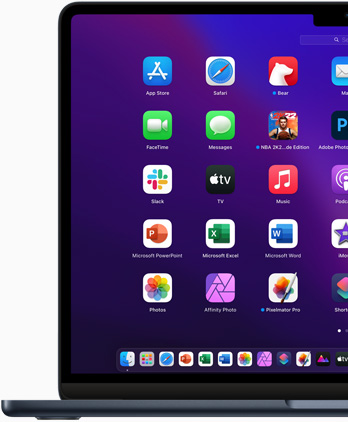 App Store
Safari
Bear
Ma
FaceTime
Messages
NBA 2K2...de Edition
Adobe Photo
Slack
TV
Music
Podc
Microsoft PowerPoint
Microsoft Excel
Microsoft Word
iMo
Photos
Affinity Photo
Pixelmator Pro
Short